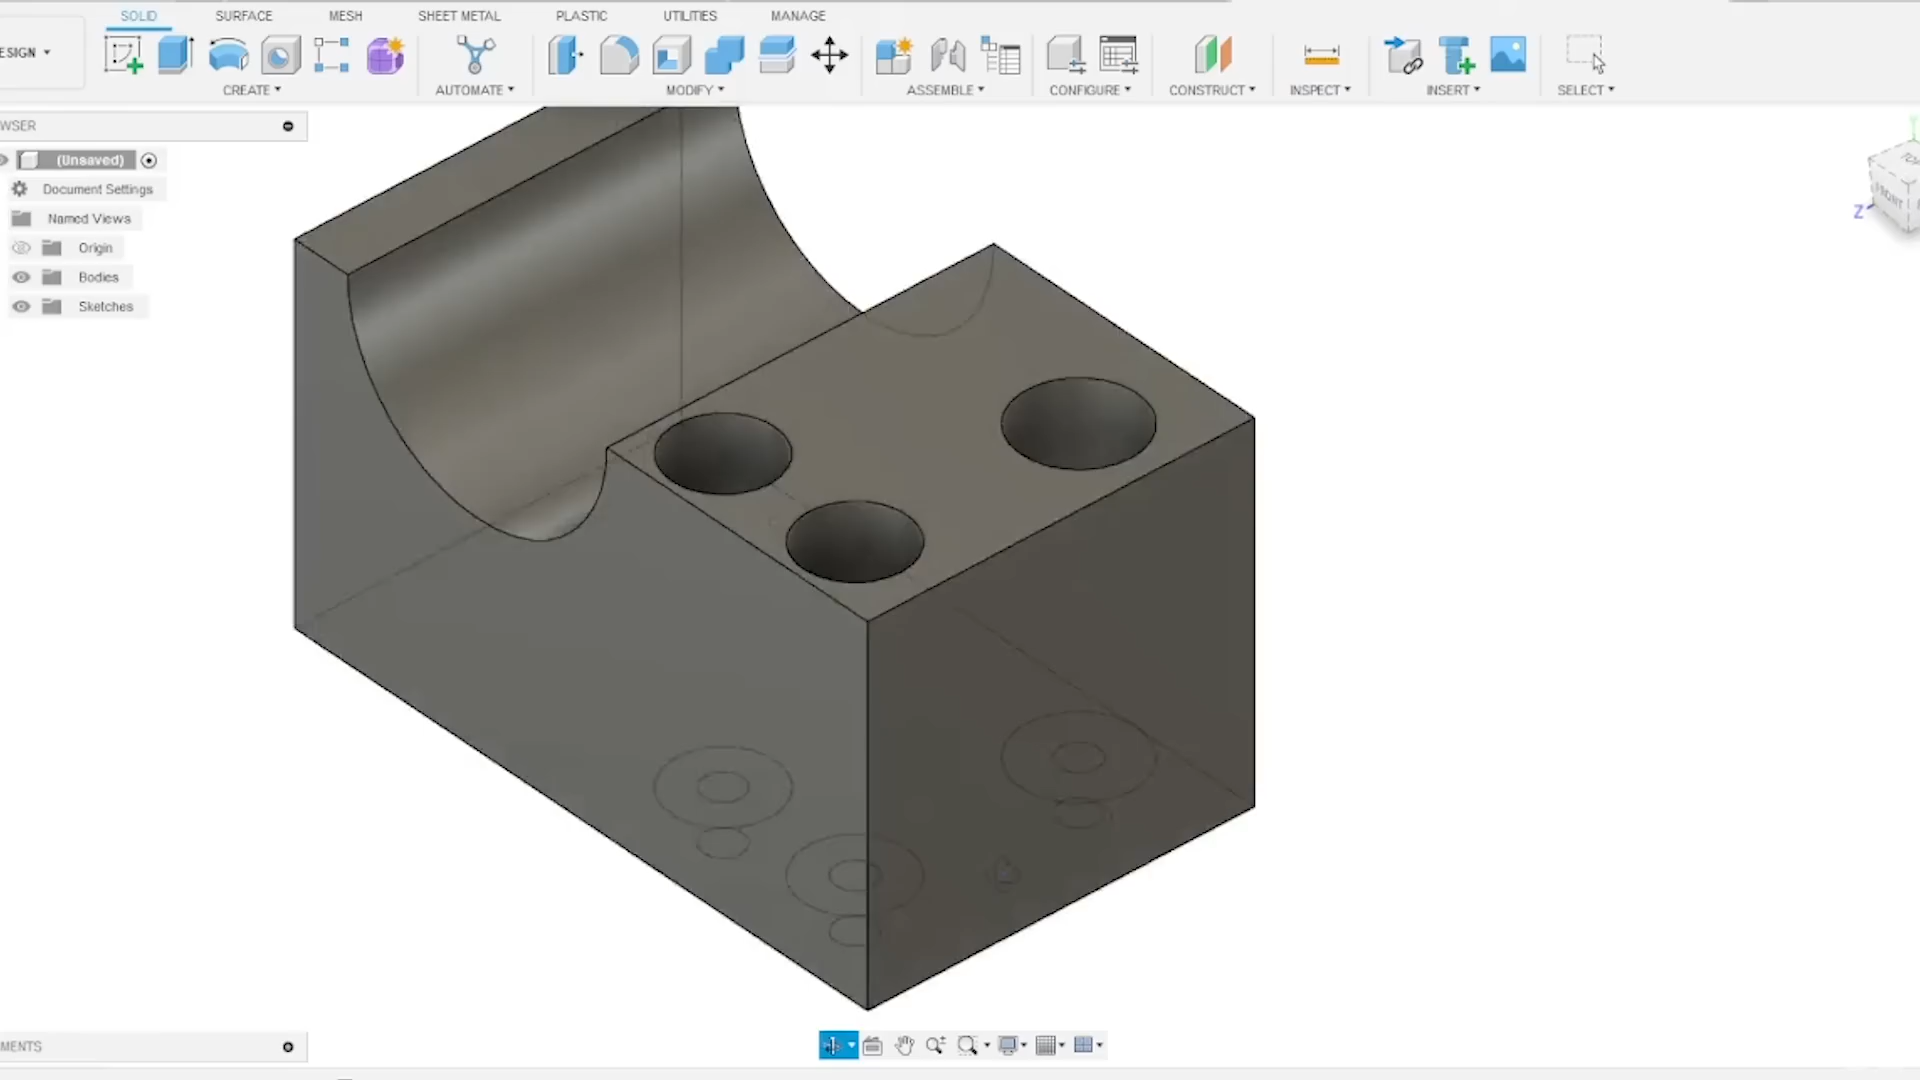 SOLID SURFACE MESH SHEET METAL PLASTIC UTILITIES MANAGE
ESIGN
CREATE AUTOMATE MODIFY ASSEMBLE CONFIGURE CONSTRUCT INSPECT INSERT SELECT
WSER
(Unsaved)
Document Settings
Named Views
Origin
Bodies
Sketches
FRONT
Z
MENTS